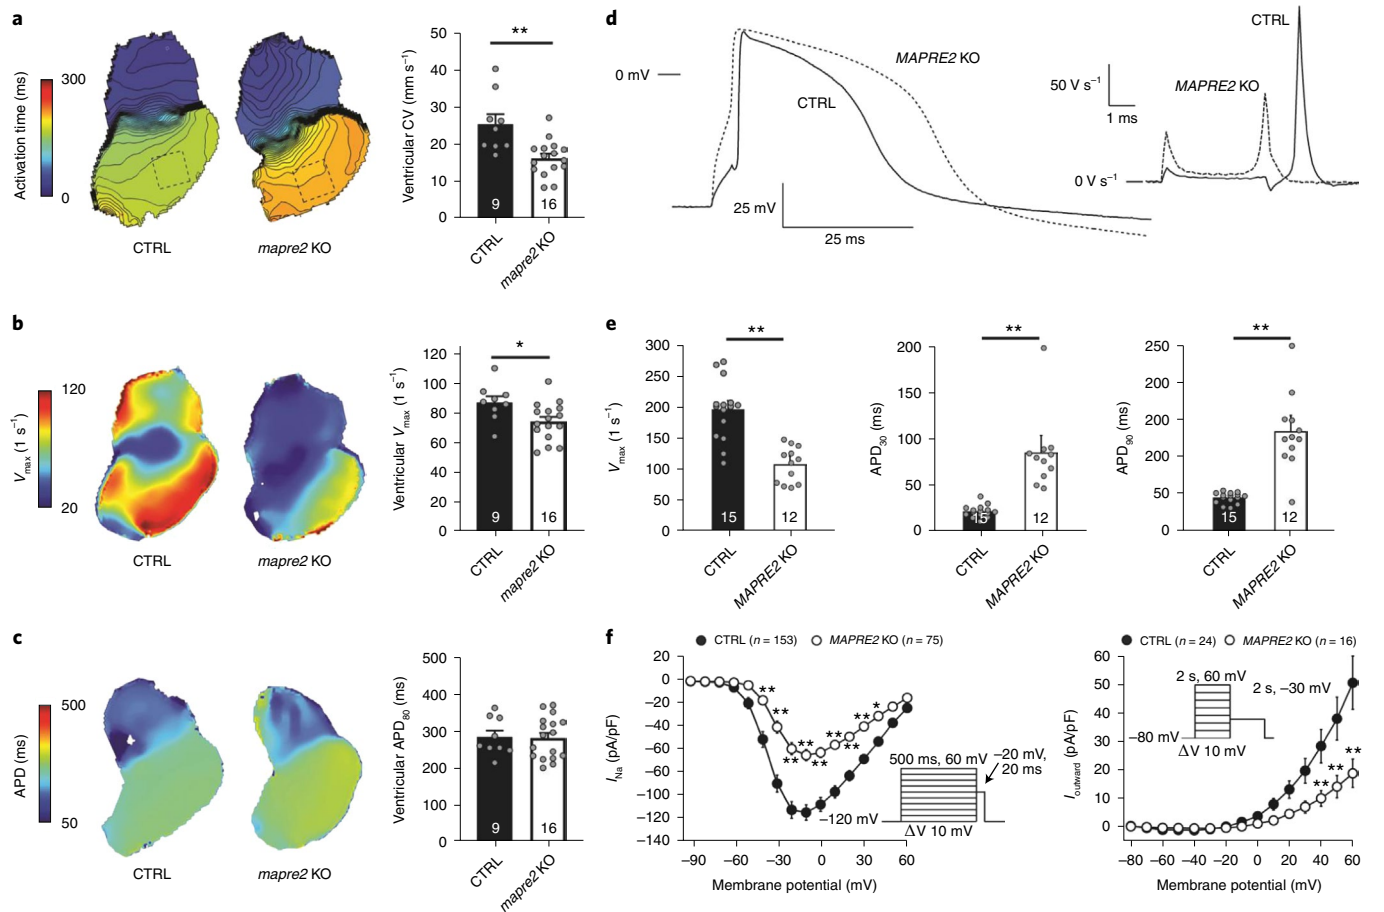 a
Activation time (ms)
300
0
CTRL
mapre2 KO
Ventricular CV (mm s⁻¹)
50
40
30
20
10
0
**
9
16
CTRL
mapre2 KO
d
0 mV
MAPRE2 KO
CTRL
25 mV
25 ms
CTRL
50 V s⁻¹
1 ms
MAPRE2 KO
0 V s⁻¹
b
Vmax (1 s⁻¹)
120
20
CTRL
mapre2 KO
Ventricular Vmax (1 s⁻¹)
120
100
80
60
40
20
0
*
9
16
CTRL
mapre2 KO
e
Vmax (1 s⁻¹)
300
250
200
150
100
50
0
**
15
12
CTRL
MAPRE2 KO
APD30 (ms)
200
150
100
50
0
**
15
12
CTRL
MAPRE2 KO
APD90 (ms)
250
200
200
200
50
0
**
15
12
CTRL
MAPRE2 KO
c
APD (ms)
500
50
CTRL
mapre2 KO
Ventricular APD80 (ms)
500
400
300
200
100
0
9
16
CTRL
mapre2 KO
f
CTRL (n = 153) MAPRE2 KO (n = 75)
INa (pA/pF)
20
0
−20
−40
−60
−80
−100
−120
−140
** ** ** ** ** ** ** ** *
500 ms, 60 mV
−20 mV,
20 ms
−120 mV
ΔV 10 mV
−90 −60 −30 0 30 60
Membrane potential (mV)
CTRL (n = 24) MAPRE2 KO (n = 16)
Ioutward (pA/pF)
60
50
40
30
20
10
0
2 s, 60 mV
2 s, −30 mV
−80 mV
ΔV 10 mV
** ** **
−80 −60 −40 −20 0 20 40 60
Membrane potential (mV)